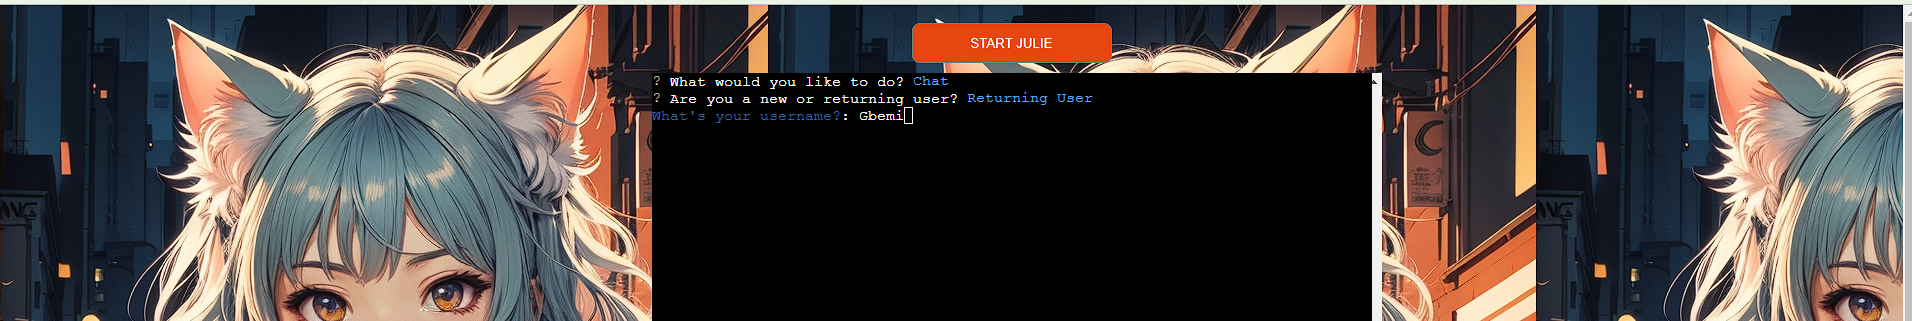 START JULIE
? What would you like to do? Chat
? Are you a new or returning user? Returning User
What's your username?: Gbemi